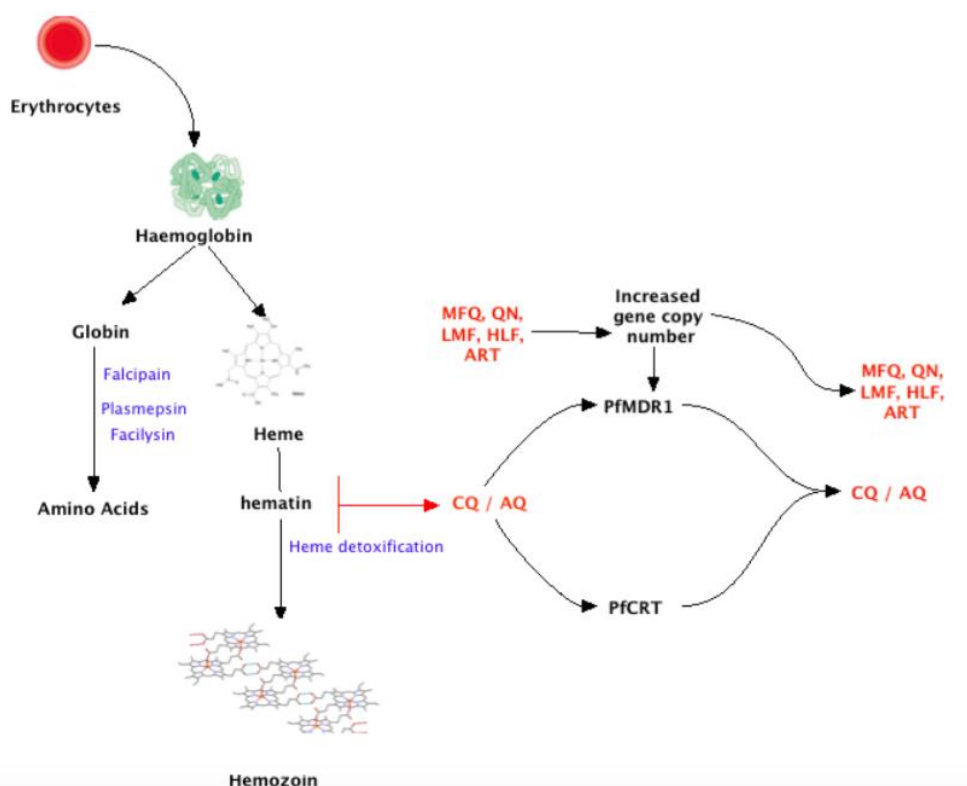 Erythrocytes
Haemoglobin
Globin
Falcipain
Plasmepsin
Facilysin
Amino Acids
Heme
hematin
Heme detoxification
Hemozoin
MFQ, QN,
LMF, HLF,
ART
Increased
gene copy
number
MFQ, QN,
LMF, HLF,
ART
PfMDR1
CQ / AQ
CQ / AQ
PfCRT